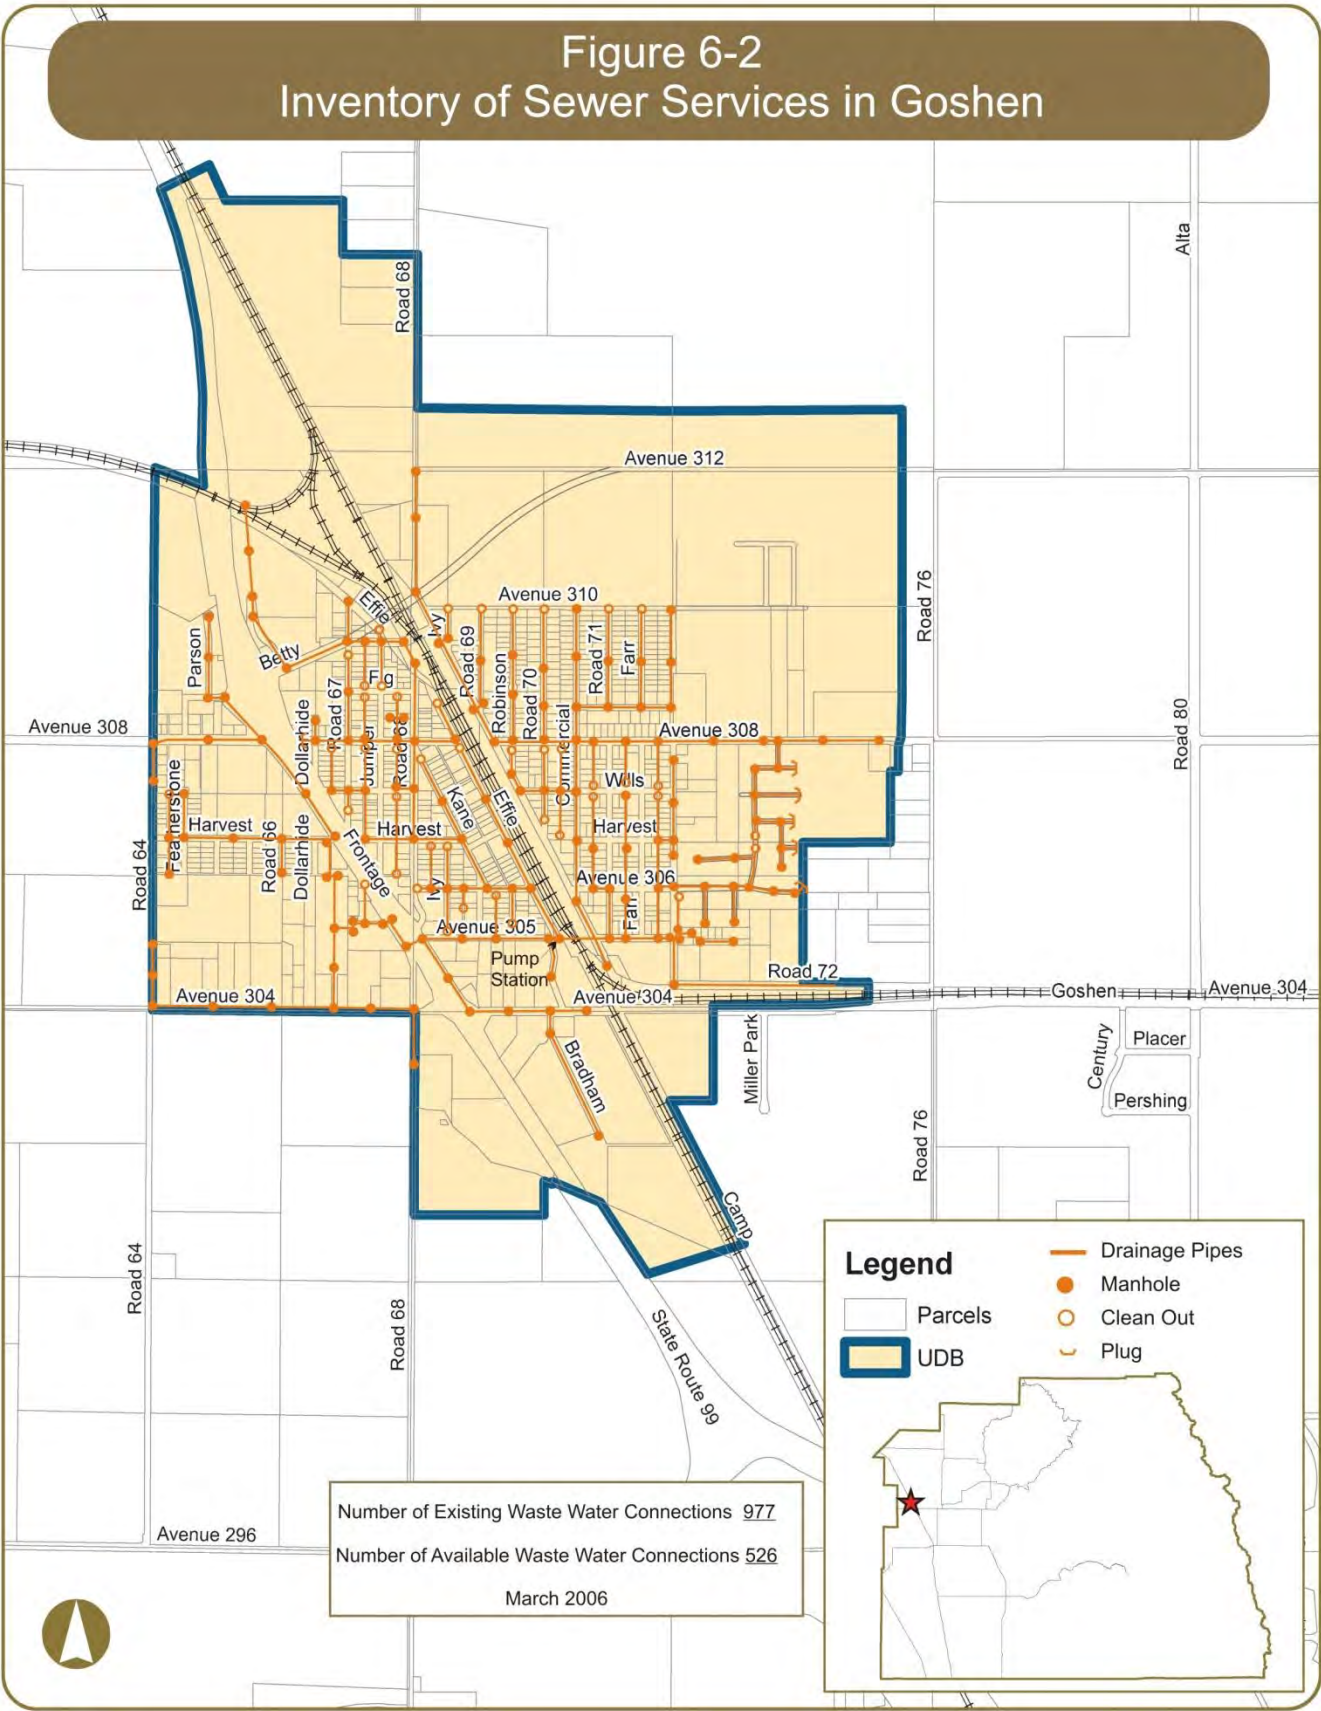 Figure 6-2
Inventory of Sewer Services in Goshen
Alta
Road 68
Avenue 312
Road 76
Avenue 310
Effie
Ivy
Road 69
Robinson
Road 70
Road 71
Farr
Parson
Betty
Fig
Road 67
Dollarhide
Juniper
Road 68
Commercial
Avenue 308
Avenue 308
Road 80
Featherstone
Wills
Kane
Effie
Harvest
Harvest
Harvest
Road 64
Road 66
Dollarhide
Frontage
Ivy
Avenue 306
Farr
Avenue 305
Pump
Station
Road 72
Avenue 304
Avenue 304
Goshen
Avenue 304
Miller Park
Century
Placer
Pershing
Bradham
Road 76
Camp
Road 64
Road 68
State Route 99
Legend
Parcels
UDB
Drainage Pipes
Manhole
Clean Out
Plug
Number of Existing Waste Water Connections 977
Number of Available Waste Water Connections 526
March 2006
Avenue 296